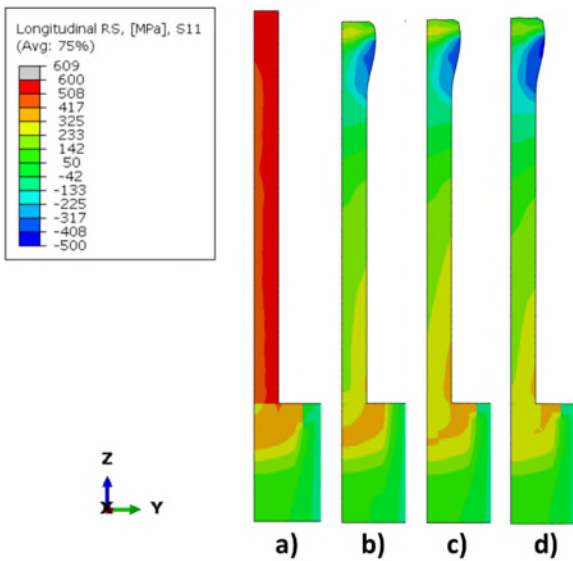 Longitudinal RS, [MPa], S11
(Avg: 75%)
609
600
508
417
325
233
142
50
-42
-133
-225
-317
-408
-500
Z
X
Y
a) b) c) d)